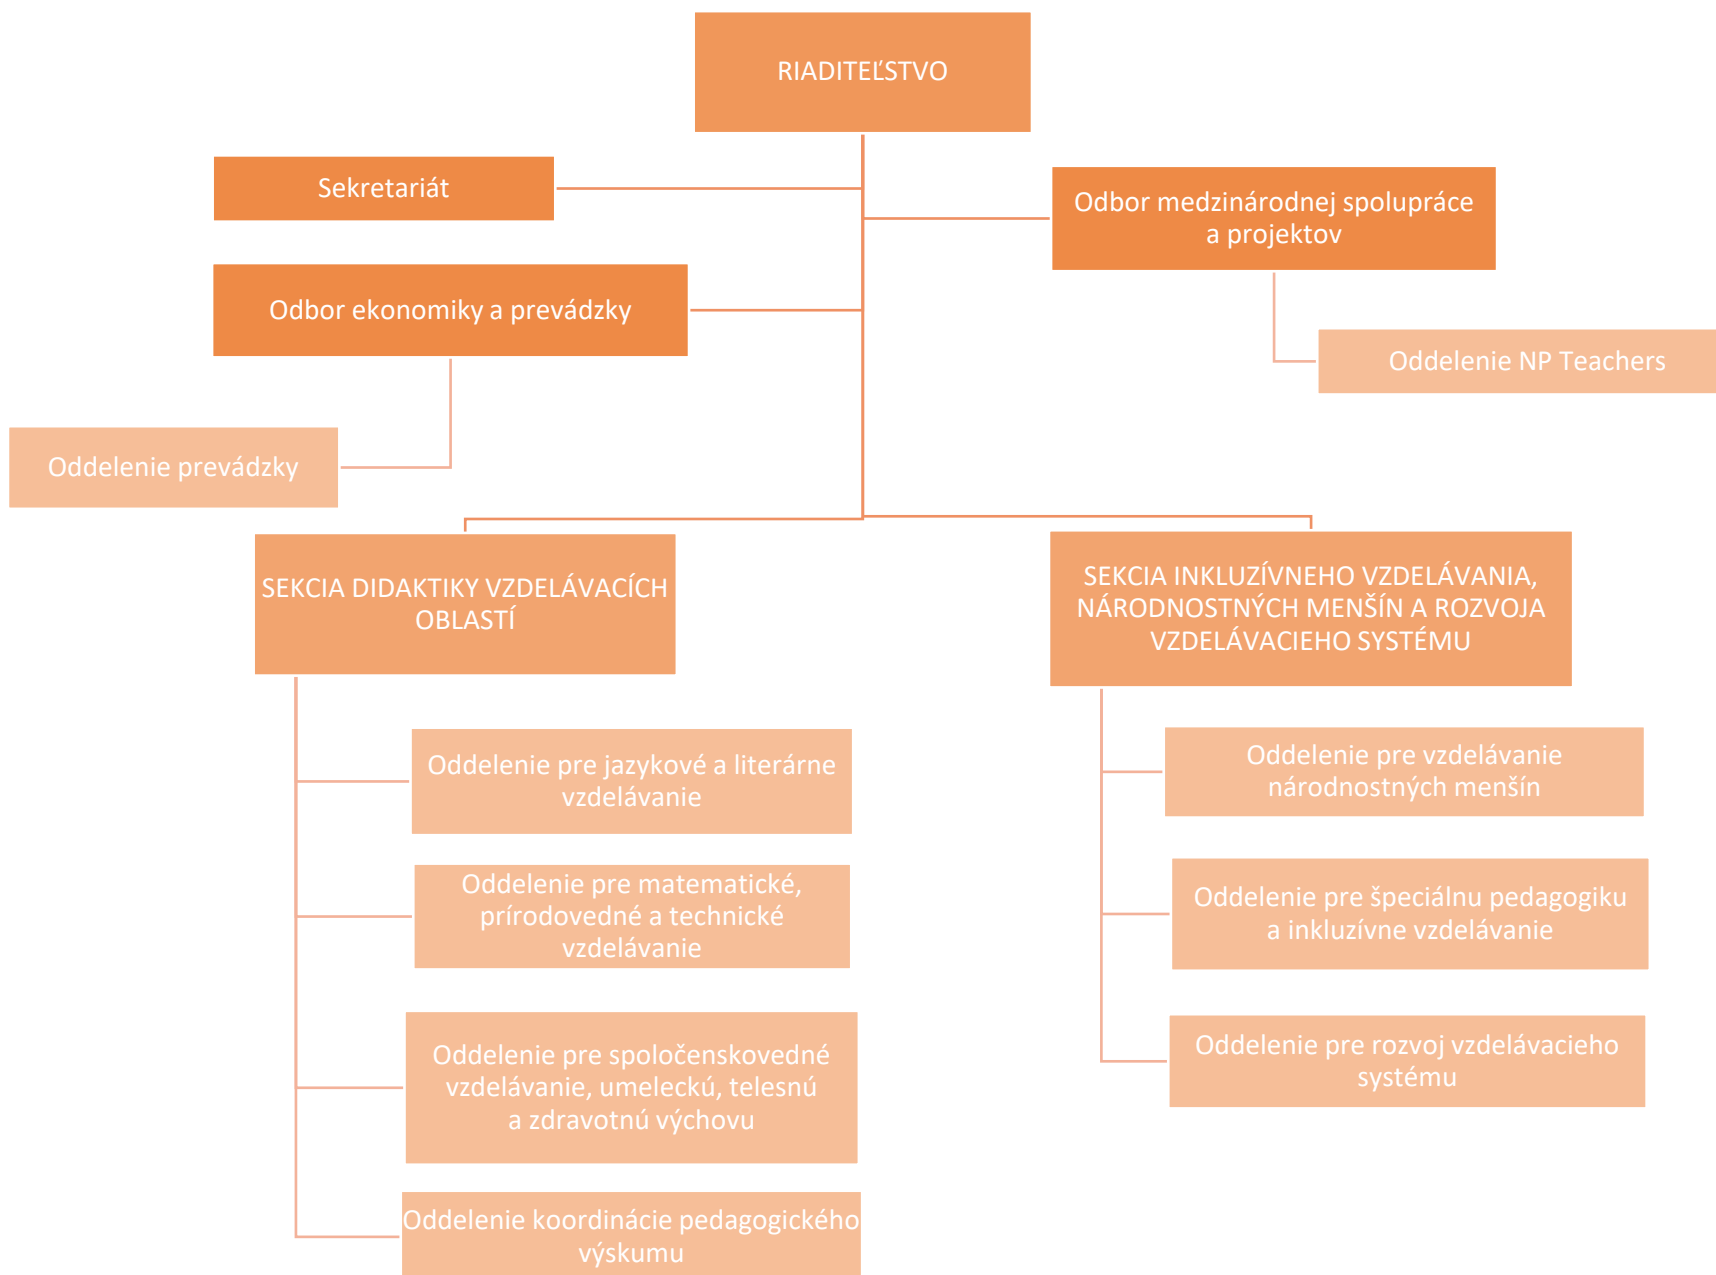 RIADITEĽSTVO
Sekretariát
Odbor medzinárodnej spolupráce
a projektov
Odbor ekonomiky a prevádzky
Oddelenie NP Teachers
Oddelenie prevádzky
SEKCIA DIDAKTIKY VZDELÁVACÍCH
OBLASTÍ
SEKCIA INKLUZÍVNEHO VZDELÁVANIA,
NÁRODNOSTNÝCH MENŠÍN A ROZVOJA
VZDELÁVACIEHO SYSTÉMU
Oddelenie pre jazykové a literárne
vzdelávanie
Oddelenie pre matematické,
prírodovedné a technické
vzdelávanie
Oddelenie pre spoločenskovedné
vzdelávanie, umeleckú, telesnú
a zdravotnú výchovu
Oddelenie koordinácie pedagogického
výskumu
Oddelenie pre vzdelávanie
národnostných menšín
Oddelenie pre špeciálnu pedagogiku
a inkluzívne vzdelávanie
Oddelenie pre rozvoj vzdelávacieho
systému